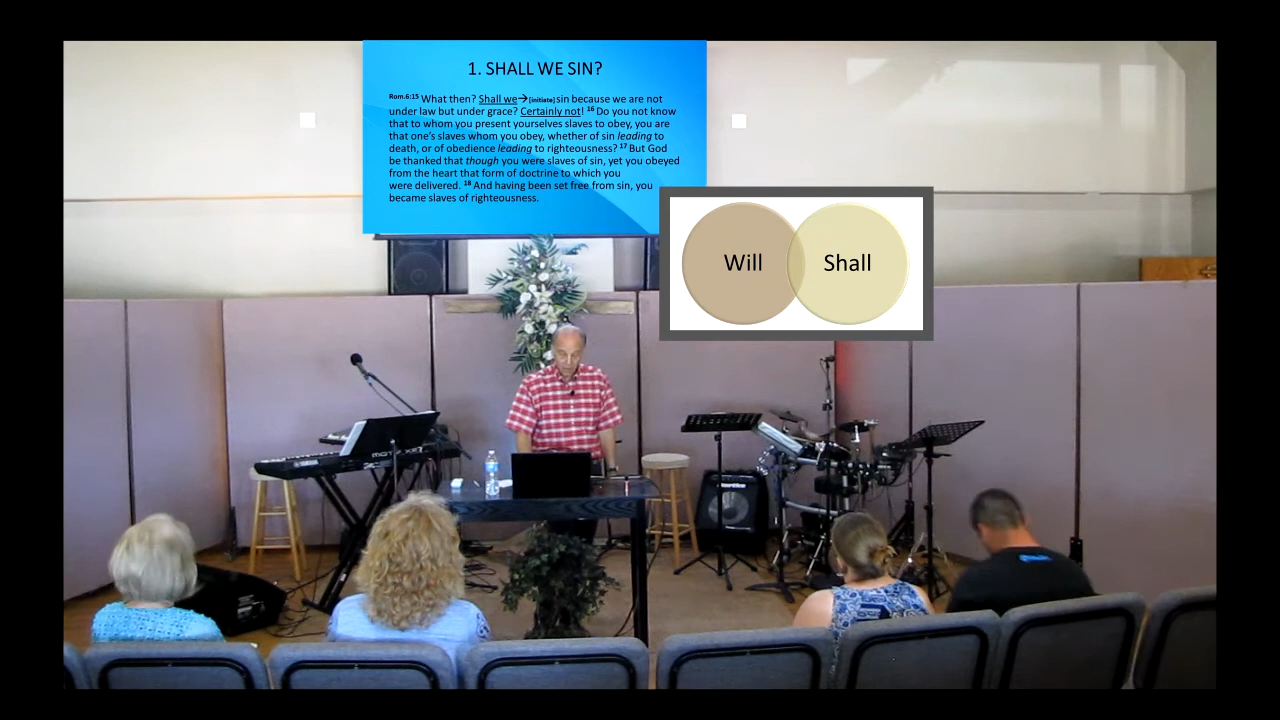 1. SHALL WE SIN?
Rom.6:15 What then? Shall we→[initiate] sin because we are not
under law but under grace? Certainly not! 16 Do you not know
that to whom you present yourselves slaves to obey, you are
that one's slaves whom you obey, whether of sin leading to
death, or of obedience leading to righteousness? 17 But God
be thanked that though you were slaves of sin, yet you obeyed
from the heart that form of doctrine to which you
were delivered. 18 And having been set free from sin, you
became slaves of righteousness.
Will
Shall